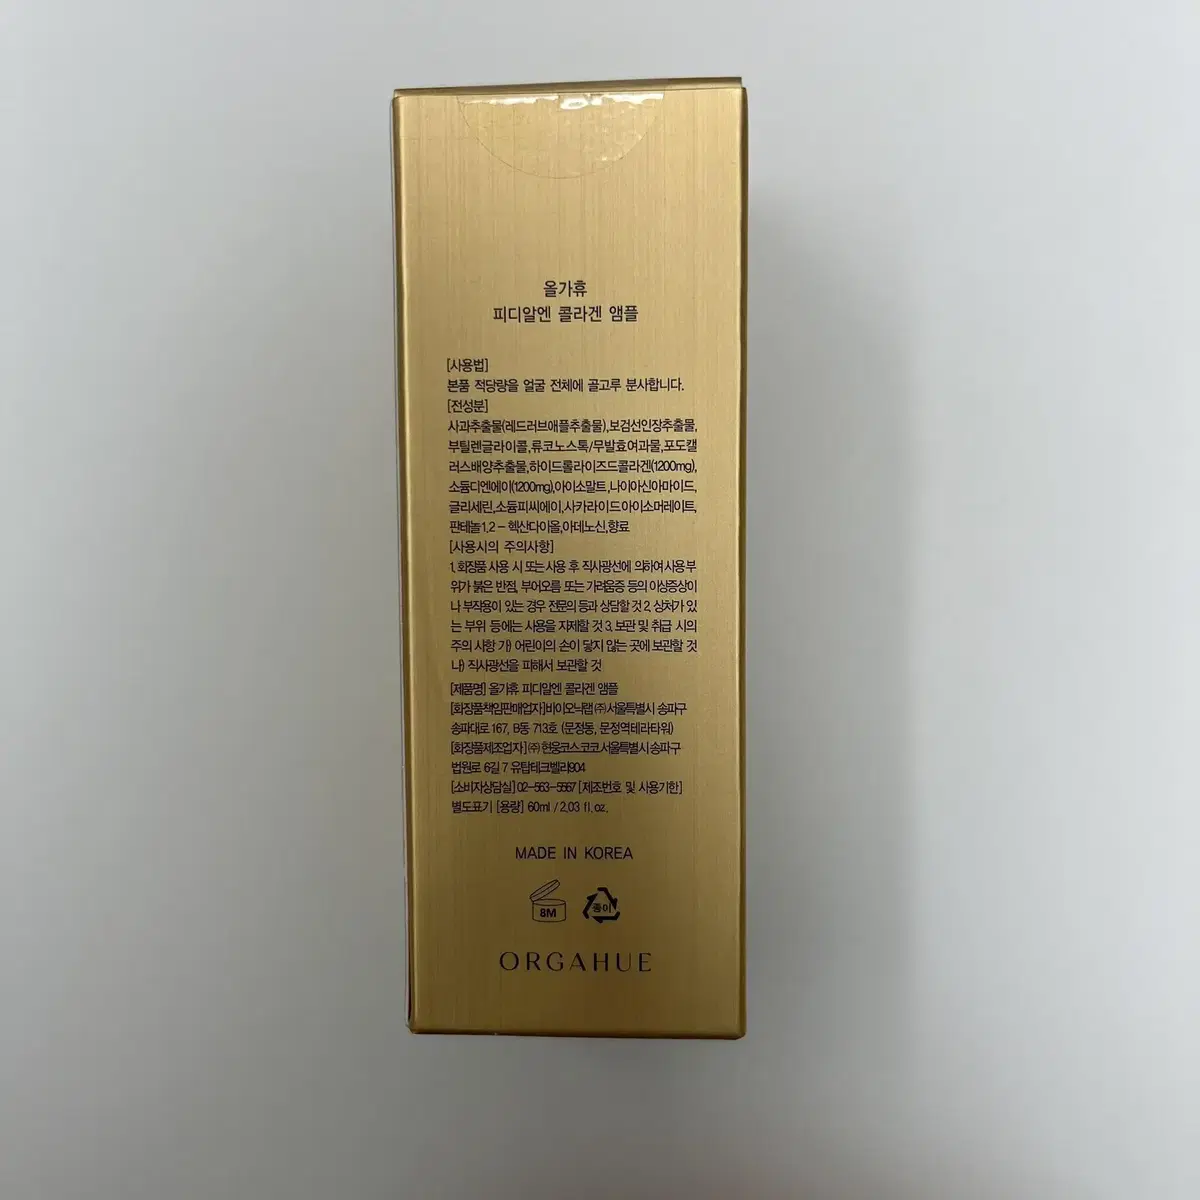 올가휴
피디알엔 콜라겐 앰플
[사용법]
본품 적당량을 얼굴 전체에 골고루 분사합니다.
[전성분]
사과추출물(레드러브애플추출물),보검선인장추출물,
부틸렌글라이콜,류코노스톡/무발효여과물,포도캘
러스배양추출물,하이드롤라이즈드콜라겐(1200mg),
소듐디엔에이(1200mg),아이소말트,나이아신아마이드,
글리세린,소듐피씨에이,사카라이드아이소머레이트,
판테놀1.2 - 헥산다이올,아데노신,향료
[사용시의 주의사항]
1. 화장품 사용 시 또는 사용 후 직사광선에 의하여 사용 부
위가 붉은 반점, 부어오름 또는 가려움증 등의 이상증상이
나 부작용이 있는 경우 전문의 등과 상담할 것 2. 상처가 있
는 부위 등에는 사용을 자제할 것 3. 보관 및 취급 시의
주의 사항 가) 어린이의 손이 닿지 않는 곳에 보관할 것
나) 직사광선을 피해서 보관할 것
[제품명] 올가휴 피디알엔 콜라겐 앰플
[화장품책임판매업자]바이오늬랩㈜ 서울특별시 송파구
송파대로 167, B동 713호 (문정동, 문정역테라타워)
[화장품제조업자]㈜현웅코스코코 서울특별시 송파구
법원로 6길 7 유탑테크밸리904
[소비자상담실]02-563-5567 [제조번호 및 사용기한]
별도표기 [용량] 60ml / 2.03 fl. oz.
MADE IN KOREA
8M
종이
ORGAHUE